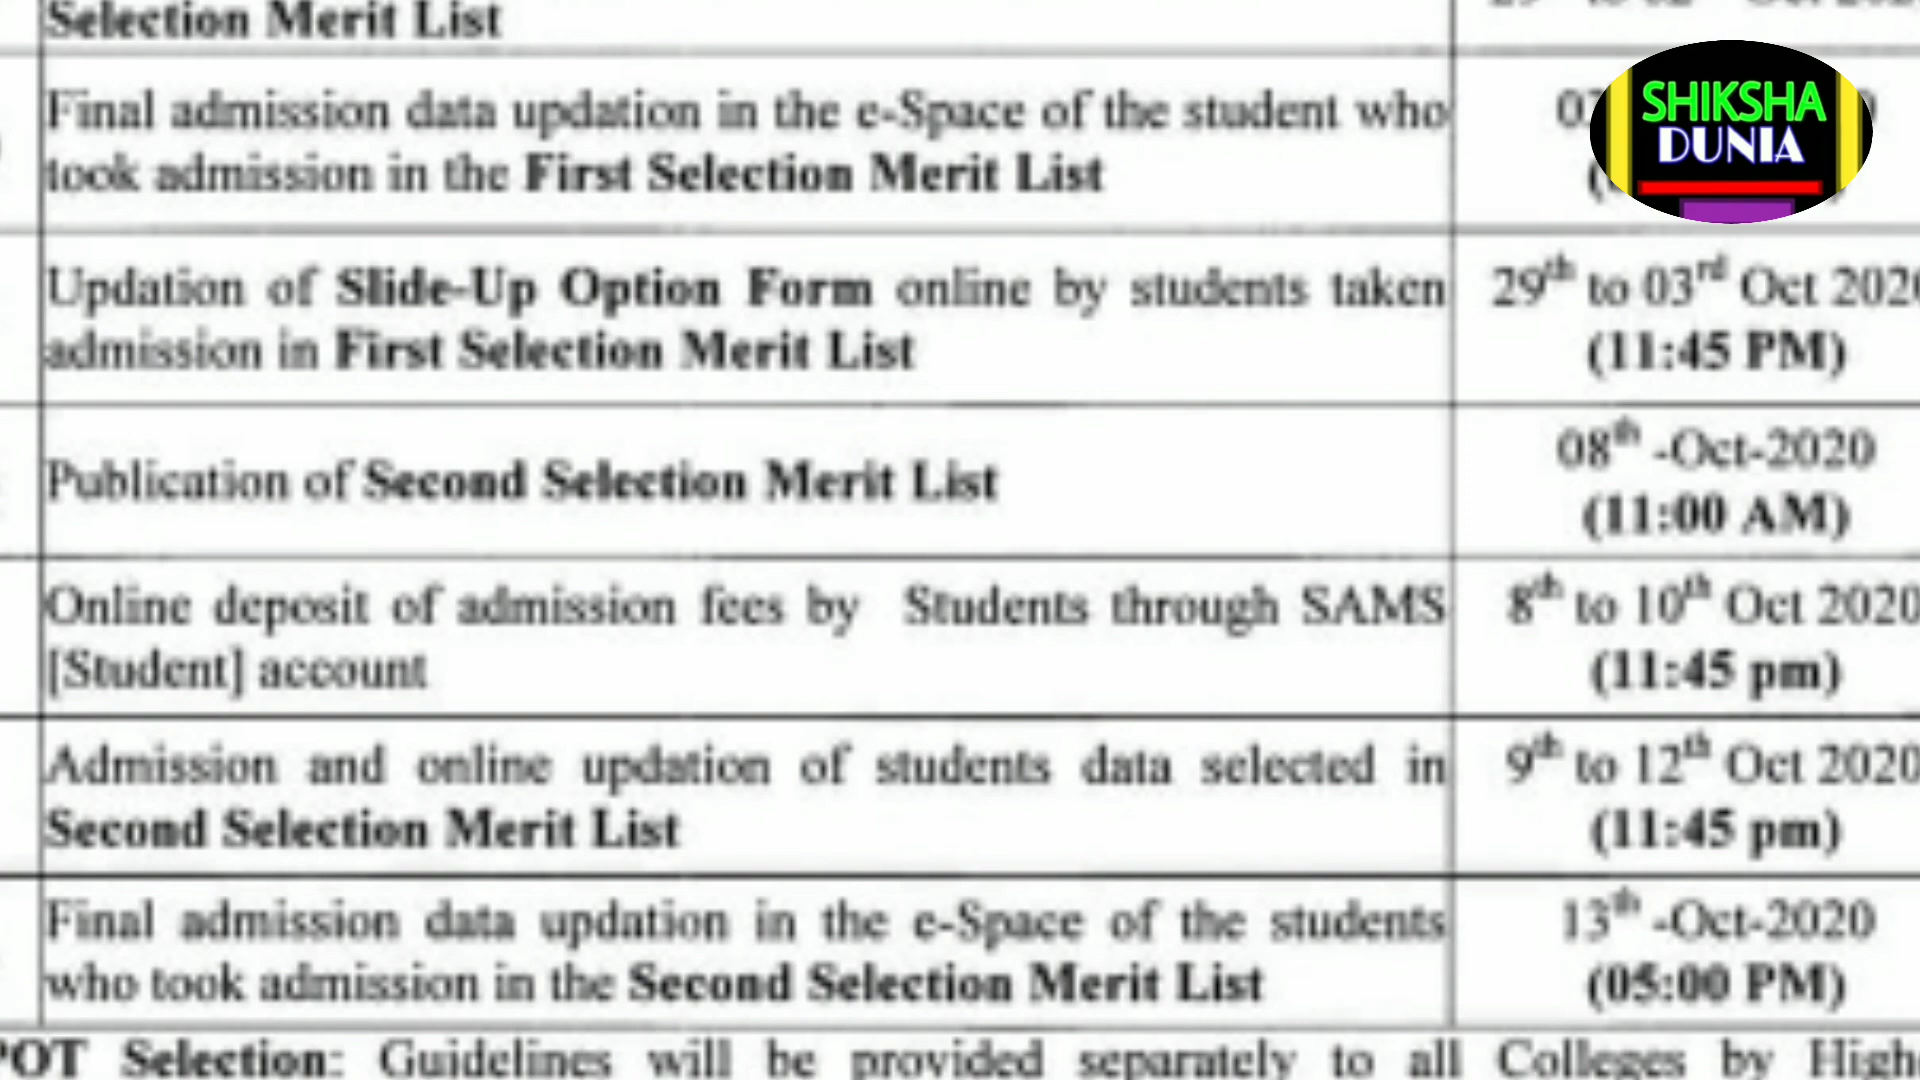 Selection Merit List
Final admission data updation in the e-Space of the student who
took admission in the First Selection Merit List
SHIKSHA
DUNIA
Updation of Slide-Up Option Form online by students taken
admission in First Selection Merit List
29th to 03rd Oct 2020
(11:45 PM)
Publication of Second Selection Merit List
08th -Oct-2020
(11:00 AM)
Online deposit of admission fees by Students through SAMS
[Student] account
8th to 10th Oct 2020
(11:45 pm)
Admission and online updation of students data selected in
Second Selection Merit List
9th to 12th Oct 2020
(11:45 pm)
Final admission data updation in the e-Space of the students
who took admission in the Second Selection Merit List
13th -Oct-2020
(05:00 PM)
POT Selection: Guidelines will be provided separately to all Colleges by High